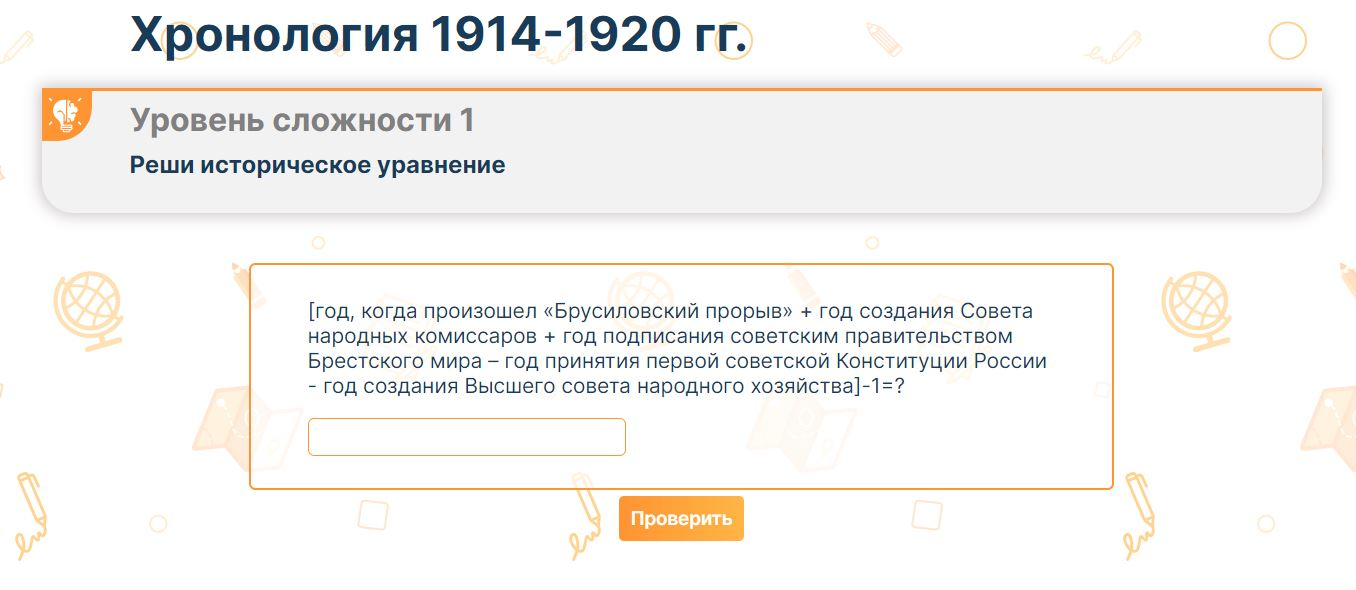 Хронология 1914-1920 гг.
Уровень сложности 1
Реши историческое уравнение
[год, когда произошел «Брусиловский прорыв» + год создания Совета
народных комиссаров + год подписания советским правительством
Брестского мира – год принятия первой советской Конституции России
- год создания Высшего совета народного хозяйства]-1=?
Проверить